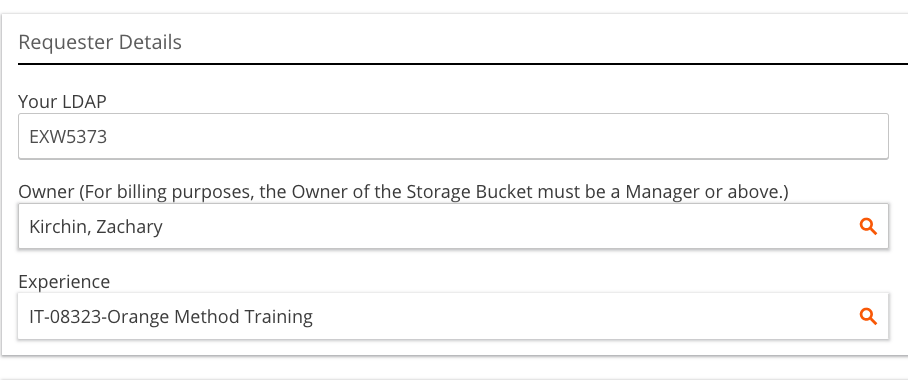 Requester Details
Your LDAP
EXW5373
Owner (For billing purposes, the Owner of the Storage Bucket must be a Manager or above.)
Kirchin, Zachary
Experience
IT-08323-Orange Method Training